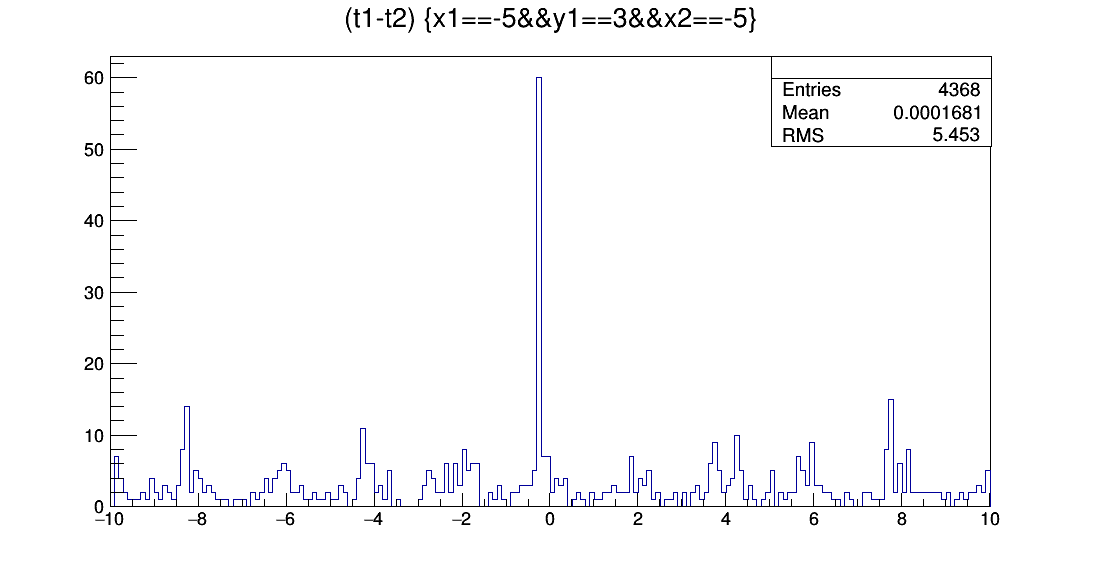 (t1-t2) {x1==-5&&y1==3&&x2==-5}
Entries 4368
Mean 0.0001681
RMS 5.453
60
50
40
30
20
10
0
−10 −8 −6 −4 −2 0 2 4 6 8 10